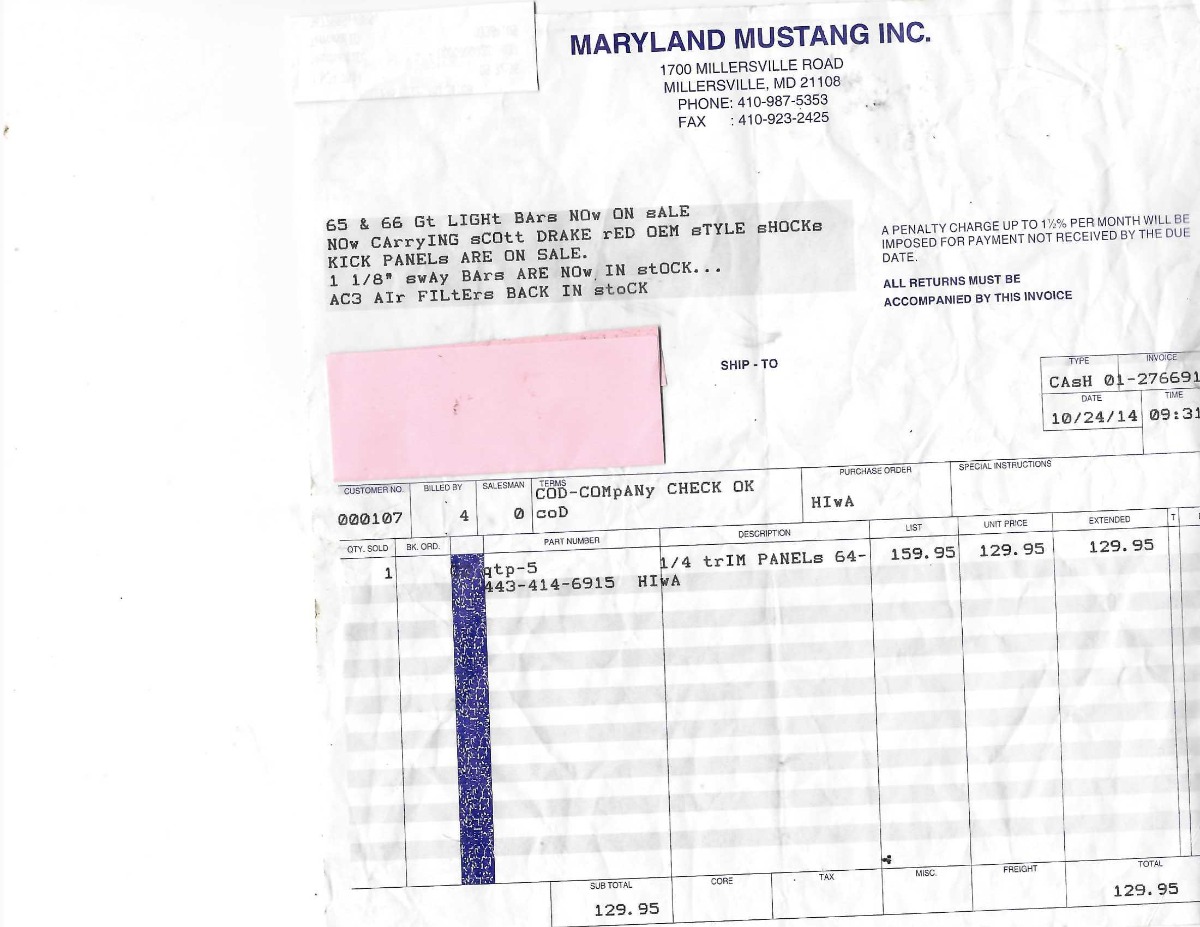 MARYLAND MUSTANG INC.
1700 MILLERSVILLE ROAD
MILLERSVILLE, MD 21108
PHONE: 410-987-5353
FAX : 410-923-2425
65 & 66 Gt LIGHt BArs NOw ON sALE
NOw CArryING sCOtt DRAKE rED OEM sTYLE sHOCKs
KICK PANELs ARE ON SALE.
1 1/8" swAy BArs ARE NOw IN stOCK...
AC3 AIr FILtErs BACK IN stoCK
A PENALTY CHARGE UP TO 1½% PER MONTH WILL BE
IMPOSED FOR PAYMENT NOT RECEIVED BY THE DUE
DATE.
ALL RETURNS MUST BE
ACCOMPANIED BY THIS INVOICE
SHIP - TO
TYPE INVOICE
CAsH 01-276691
DATE TIME
10/24/14 09:31
CUSTOMER NO. BILLED BY SALESMAN TERMS PURCHASE ORDER SPECIAL INSTRUCTIONS
COD-COMpANy CHECK OK
000107 4 0 coD HIwA
QTY. SOLD BK. ORD. PART NUMBER DESCRIPTION LIST UNIT PRICE EXTENDED T
1 qtp-5 1/4 trIM PANELs 64- 159.95 129.95 129.95
443-414-6915 HIwA
SUB TOTAL CORE TAX MISC. FREIGHT TOTAL
129.95 129.95